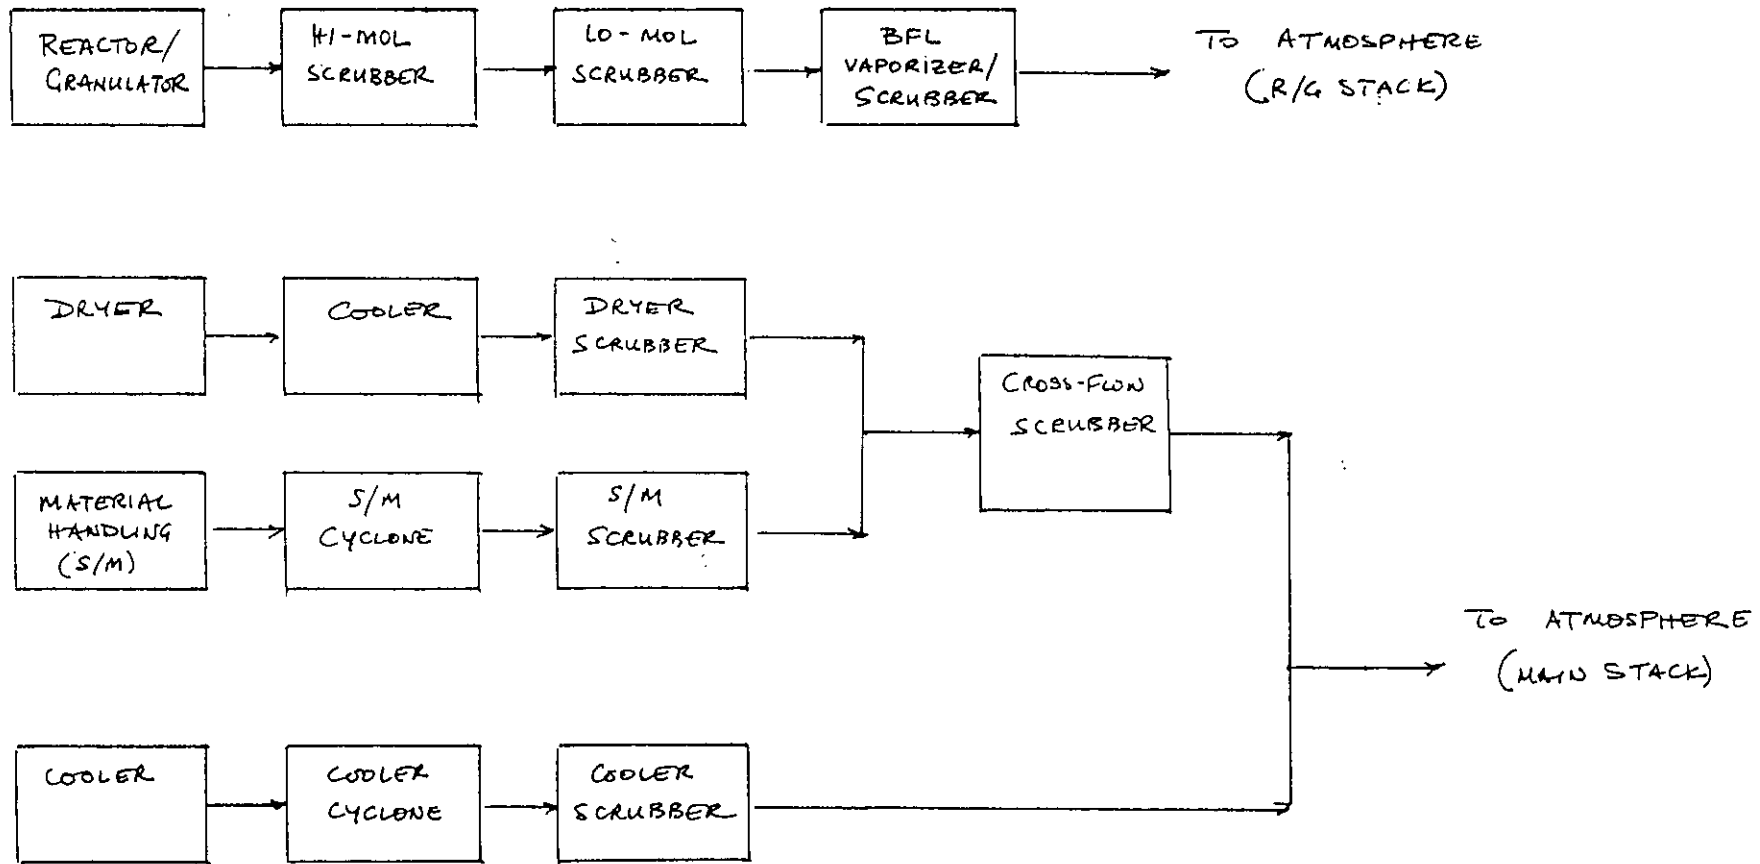 REACTOR/
GRANULATOR
HI-MOL
SCRUBBER
LO-MOL
SCRUBBER
BFL
VAPORIZER/
SCRUBBER
TO ATMOSPHERE
(R/G STACK)
DRYER
COOLER
DRYER
SCRUBBER
CROSS-FLOW
SCRUBBER
MATERIAL
HANDLING
(S/M)
S/M
CYCLONE
S/M
SCRUBBER
TO ATMOSPHERE
(MAIN STACK)
COOLER
COOLER
CYCLONE
COOLER
SCRUBBER